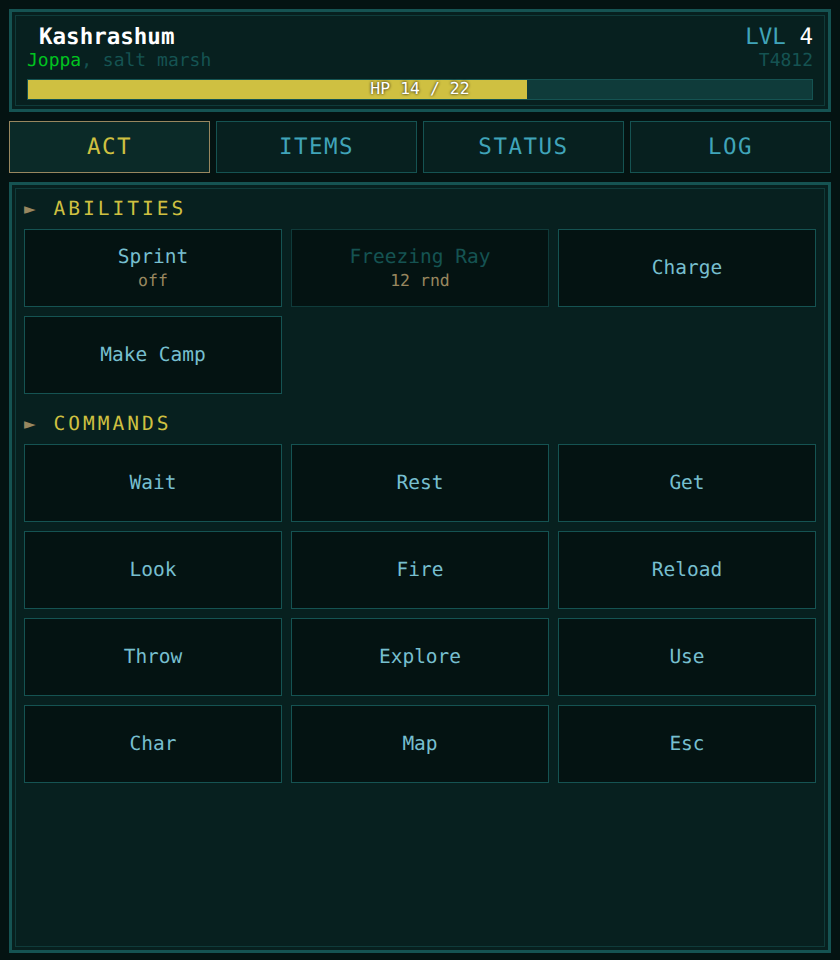 Kashrashum LVL 4
Joppa, salt marsh T4812
HP 14 / 22
ACT ITEMS STATUS LOG
► ABILITIES
Sprint Freezing Ray Charge
off 12 rnd
Make Camp
► COMMANDS
Wait Rest Get
Look Fire Reload
Throw Explore Use
Char Map Esc